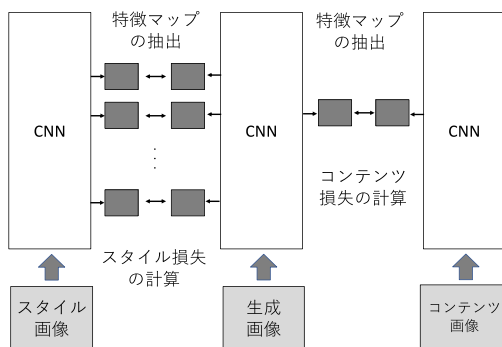 特徴マップ
の抽出
特徴マップ
の抽出
CNN
CNN
CNN
コンテンツ
損失の計算
スタイル損失
の計算
スタイル
画像
生成
画像
コンテンツ
画像